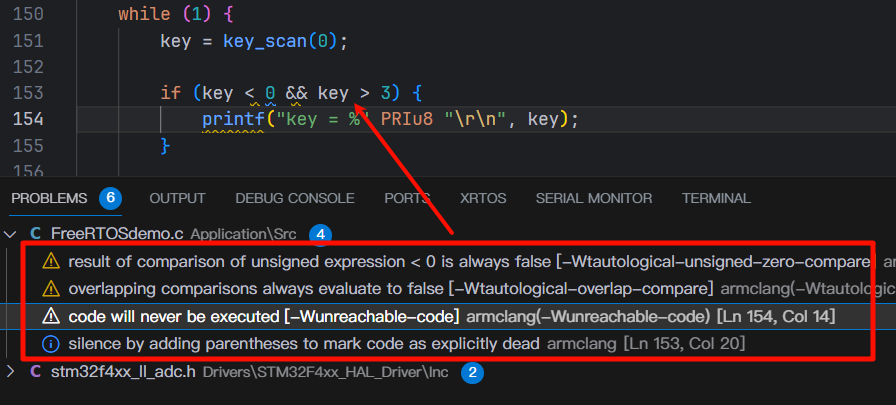 150 while (1) {
151 key = key_scan(0);
152
153 if (key < 0 && key > 3) {
154 printf("key = %" PRIu8 "\r\n", key);
155 }
156
PROBLEMS 6 OUTPUT DEBUG CONSOLE PORTS XRTOS SERIAL MONITOR TERMINAL
C FreeRTOSdemo.c Application\Src 4
result of comparison of unsigned expression < 0 is always false [-Wtautological-unsigned-zero-compare]
overlapping comparisons always evaluate to false [-Wtautological-overlap-compare] armclang(-Wtautologica
code will never be executed [-Wunreachable-code] armclang(-Wunreachable-code) [Ln 154, Col 14]
silence by adding parentheses to mark code as explicitly dead armclang [Ln 153, Col 20]
C stm32f4xx_ll_adc.h Drivers\STM32F4xx_HAL_Driver\Inc 2